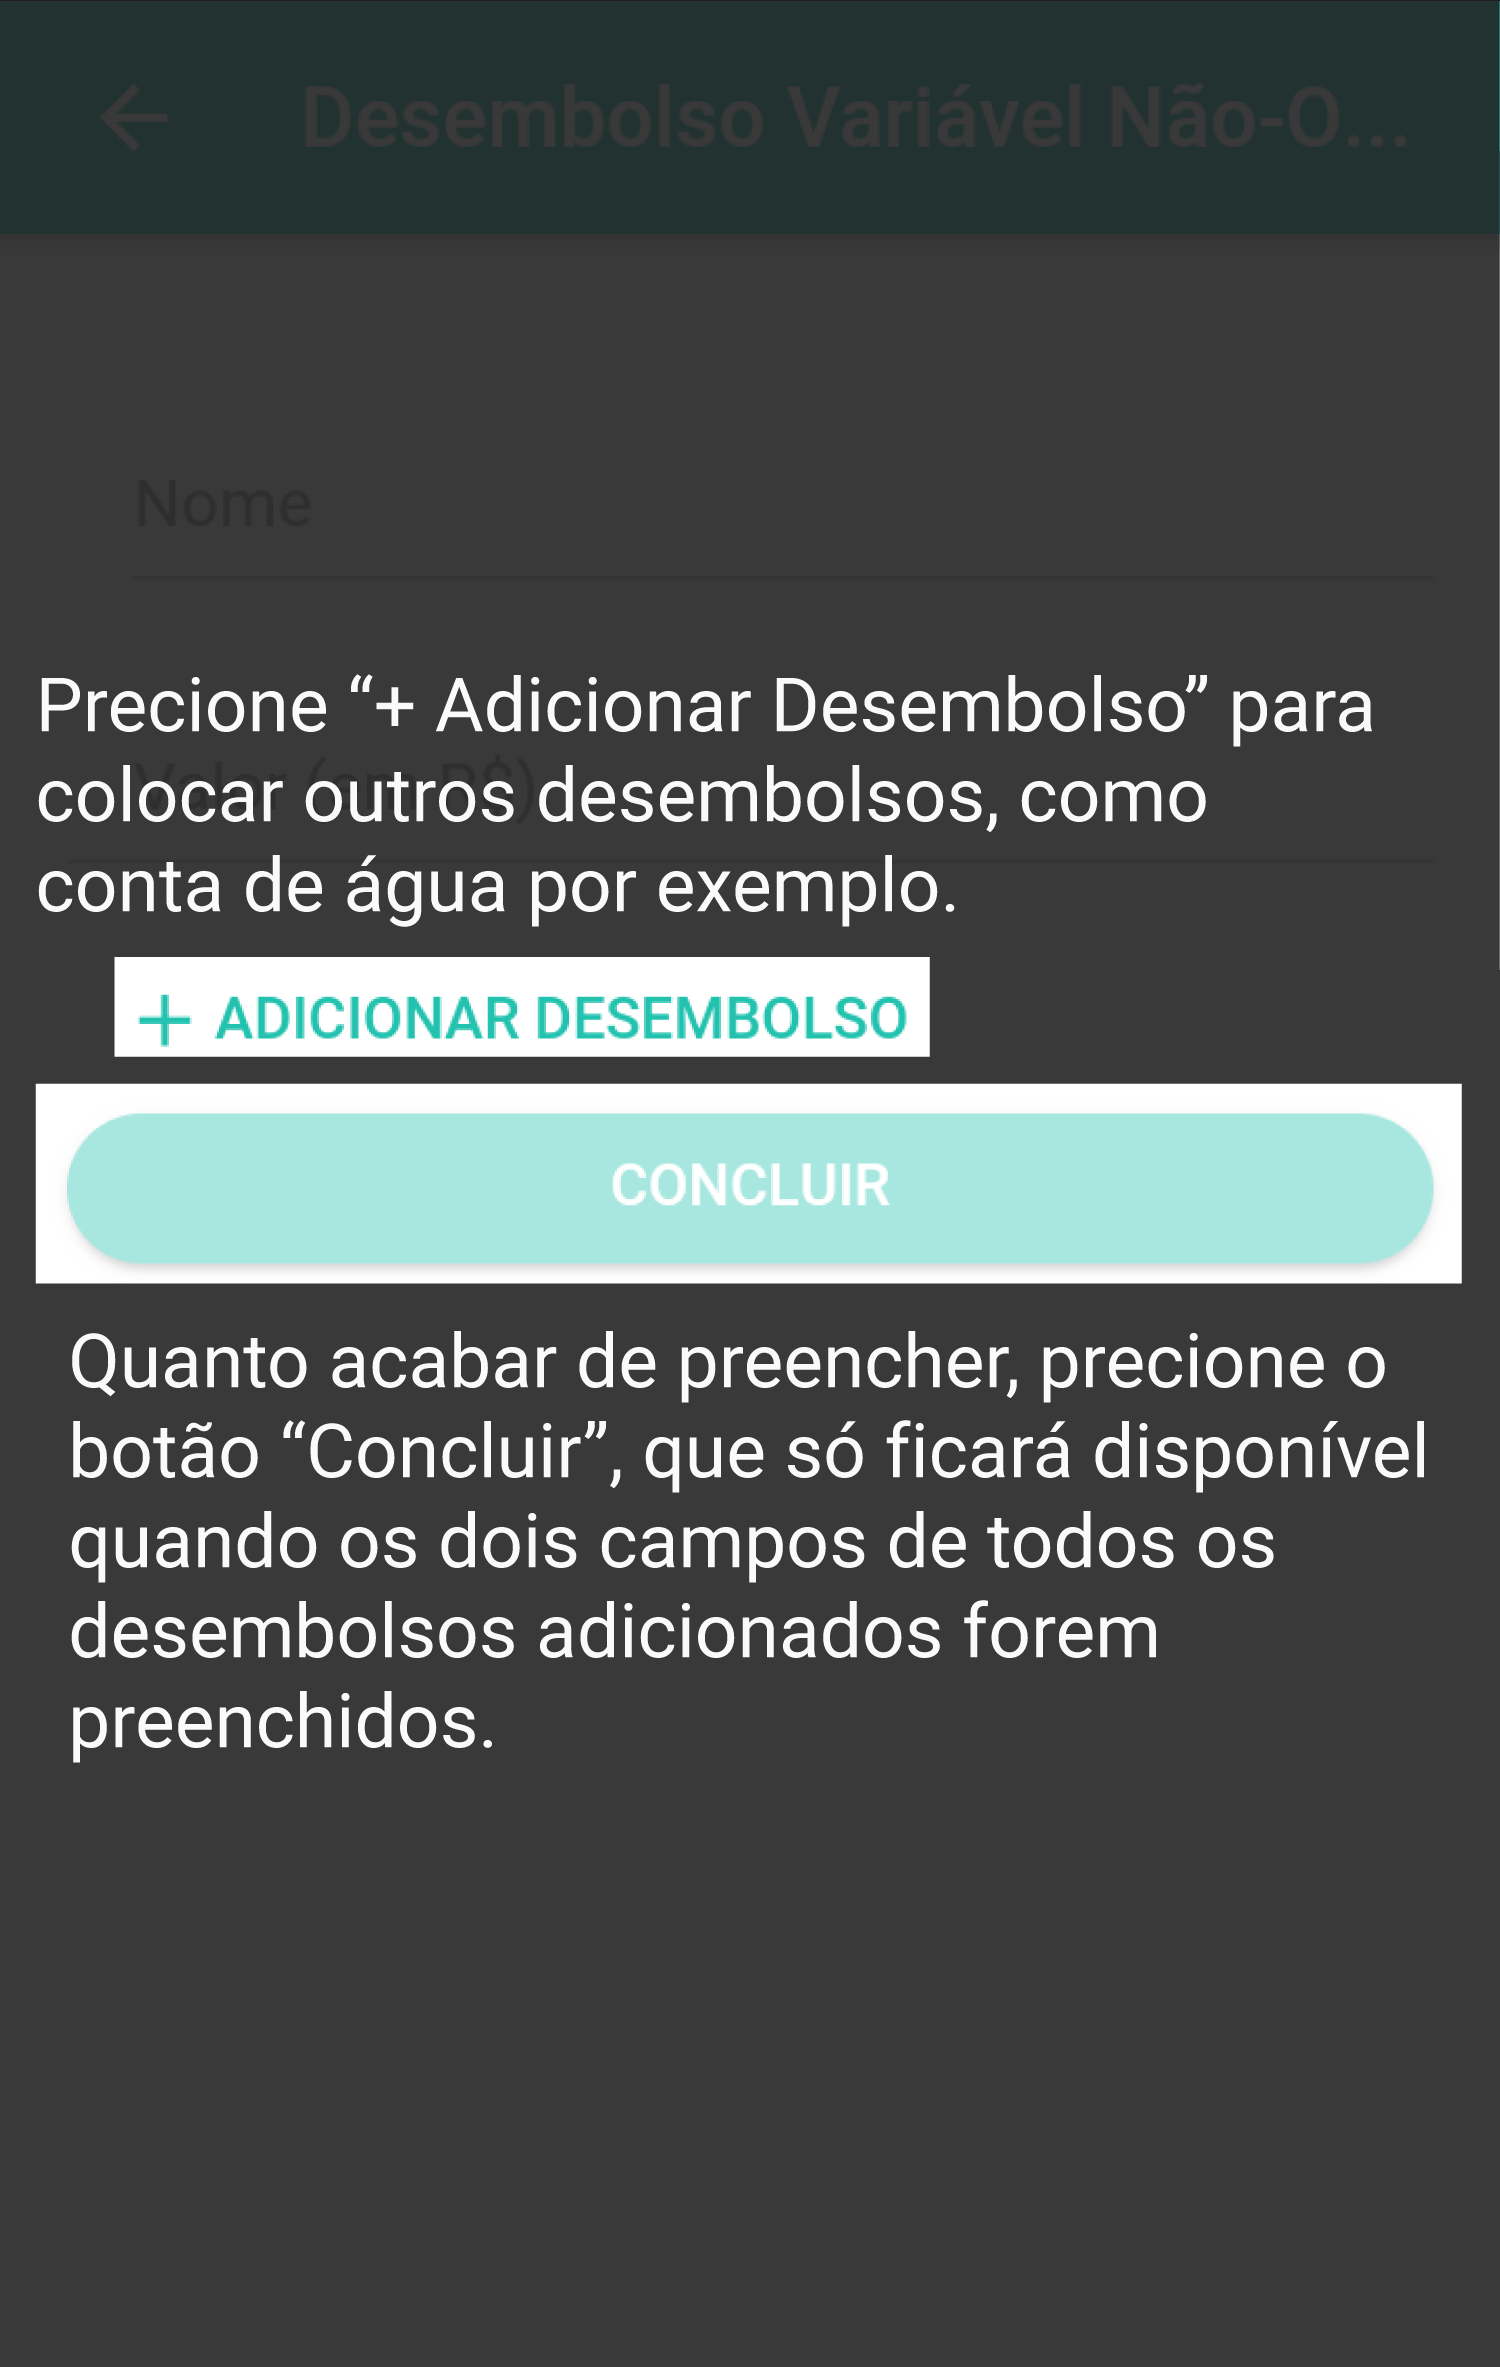 Desembolso Variável Não-O...
Nome
Precione “+ Adicionar Desembolso” para
Valor (em R$)
colocar outros desembolsos, como
conta de água por exemplo.
+ ADICIONAR DESEMBOLSO
CONCLUIR
Quanto acabar de preencher, precione o
botão “Concluir”, que só ficará disponível
quando os dois campos de todos os
desembolsos adicionados forem
preenchidos.